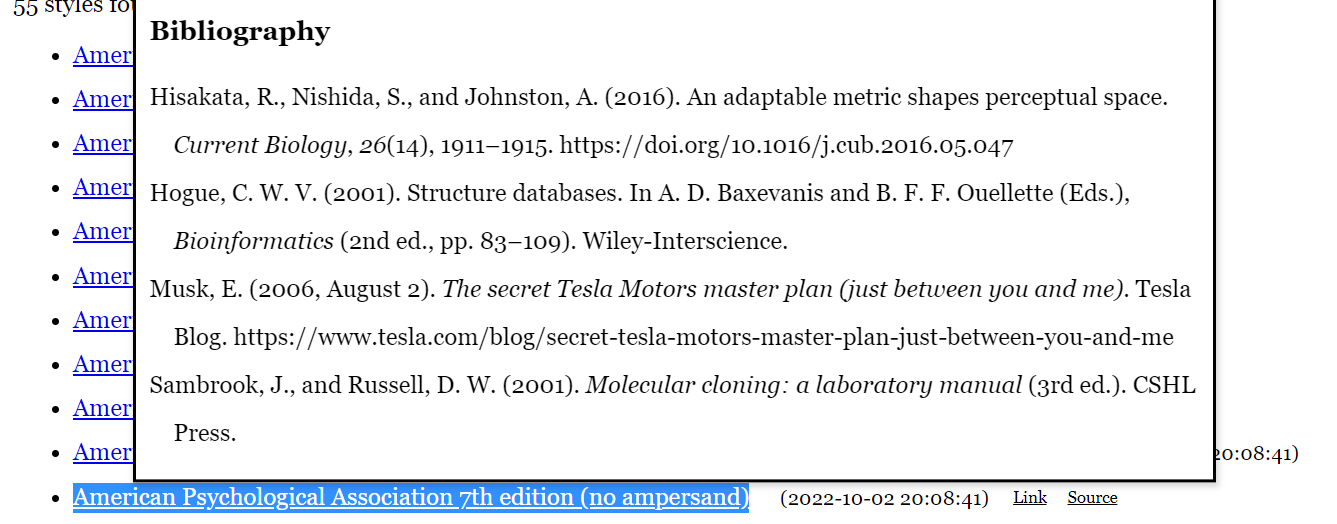 55 styles fo
Bibliography
Amer
Amer
Hisakata, R., Nishida, S., and Johnston, A. (2016). An adaptable metric shapes perceptual space.
Amer
Current Biology, 26(14), 1911–1915. https://doi.org/10.1016/j.cub.2016.05.047
Amer
Hogue, C. W. V. (2001). Structure databases. In A. D. Baxevanis and B. F. F. Ouellette (Eds.),
Amer
Bioinformatics (2nd ed., pp. 83–109). Wiley-Interscience.
Amer
Musk, E. (2006, August 2). The secret Tesla Motors master plan (just between you and me). Tesla
Amer
Blog. https://www.tesla.com/blog/secret-tesla-motors-master-plan-just-between-you-and-me
Amer
Sambrook, J., and Russell, D. W. (2001). Molecular cloning: a laboratory manual (3rd ed.). CSHL
Amer
Press.
Amer 20:08:41)
American Psychological Association 7th edition (no ampersand) (2022-10-02 20:08:41) Link Source